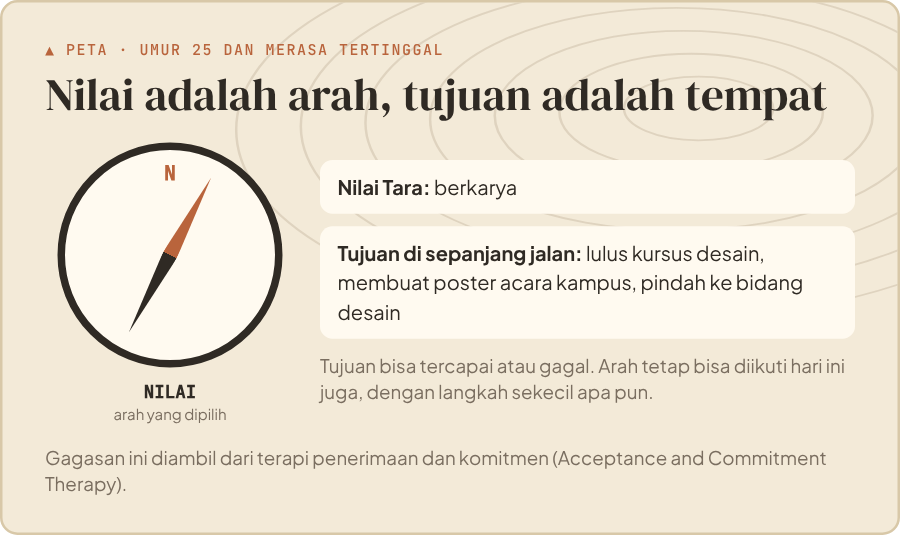 ▲ PETA · UMUR 25 DAN MERASA TERTINGGAL
Nilai adalah arah, tujuan adalah tempat
N
NILAI
arah yang dipilih
Nilai Tara: berkarya
Tujuan di sepanjang jalan: lulus kursus desain,
membuat poster acara kampus, pindah ke bidang
desain
Tujuan bisa tercapai atau gagal. Arah tetap bisa diikuti hari ini
juga, dengan langkah sekecil apa pun.
Gagasan ini diambil dari terapi penerimaan dan komitmen (Acceptance and Commitment
Therapy).